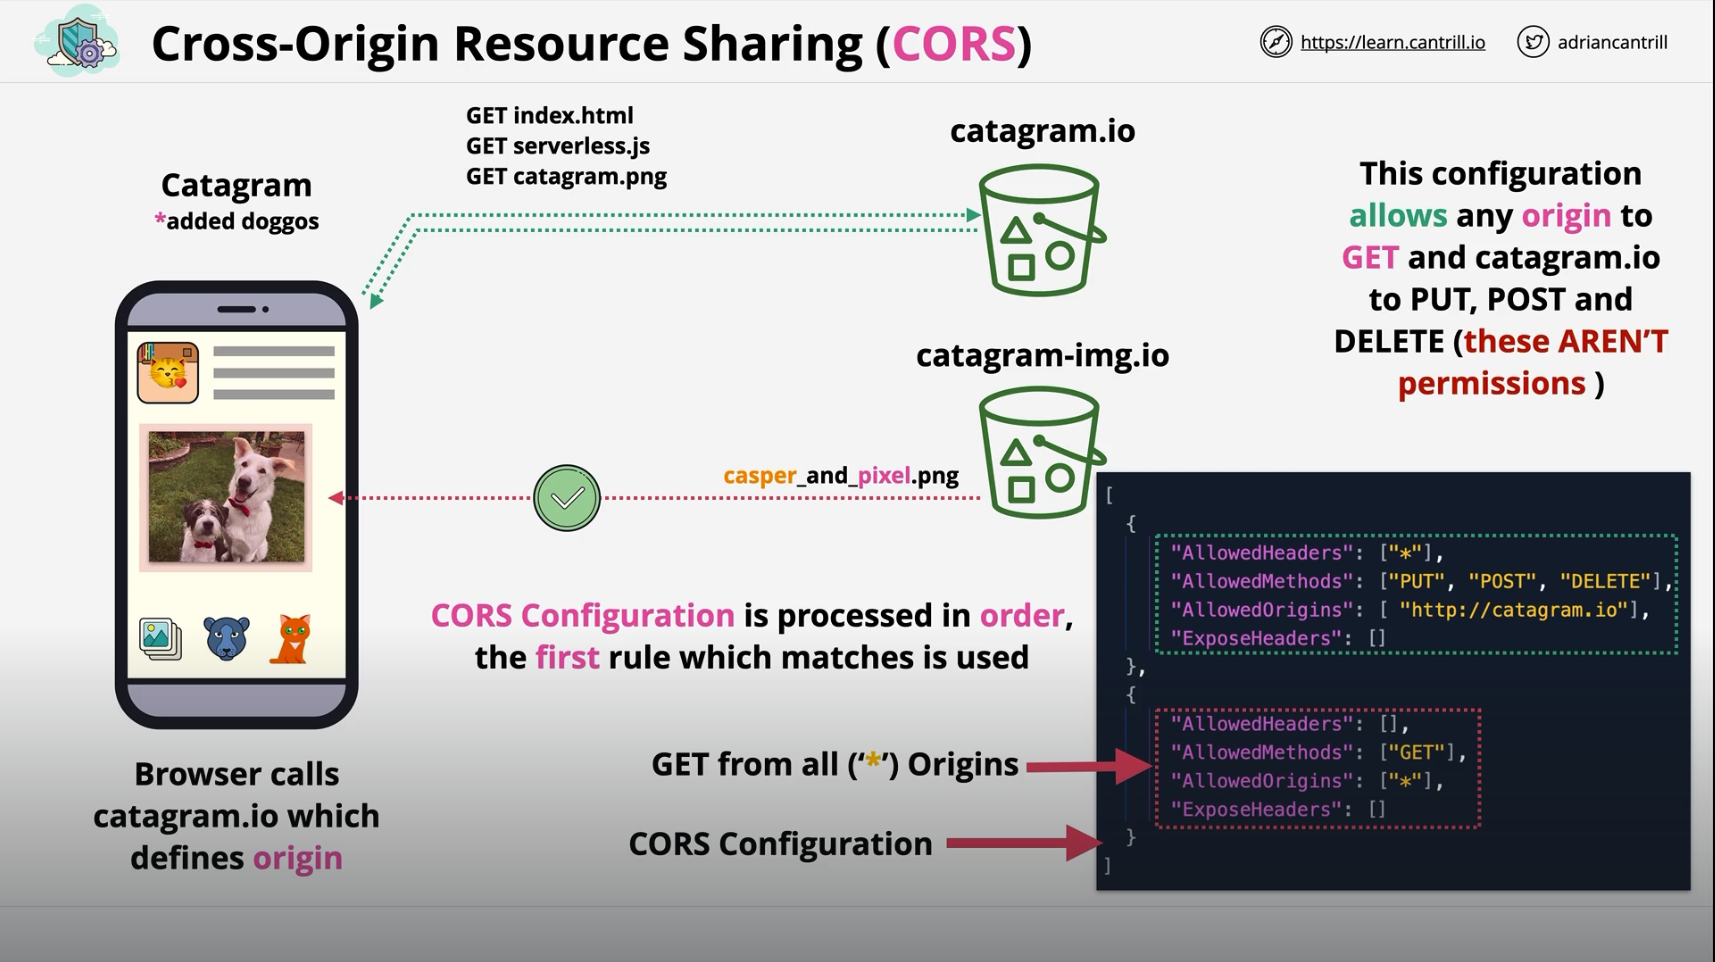 Cross-Origin Resource Sharing (CORS)
https://learn.cantrill.io
adriancantrill
GET index.html
GET serverless.js
GET catagram.png
Catagram
*added doggos
catagram.io
This configuration
allows any origin to
GET and catagram.io
to PUT, POST and
DELETE (these AREN'T
permissions )
catagram-img.io
casper_and_pixel.png
CORS Configuration is processed in order,
the first rule which matches is used
GET from all (‘*’) Origins
CORS Configuration
Browser calls
catagram.io which
defines origin
[
{
"AllowedHeaders": ["*"],
"AllowedMethods": ["PUT", "POST", "DELETE"],
"AllowedOrigins": [ "http://catagram.io"],
"ExposeHeaders": []
},
{
"AllowedHeaders": [],
"AllowedMethods": ["GET"],
"AllowedOrigins": ["*"],
"ExposeHeaders": []
}
]